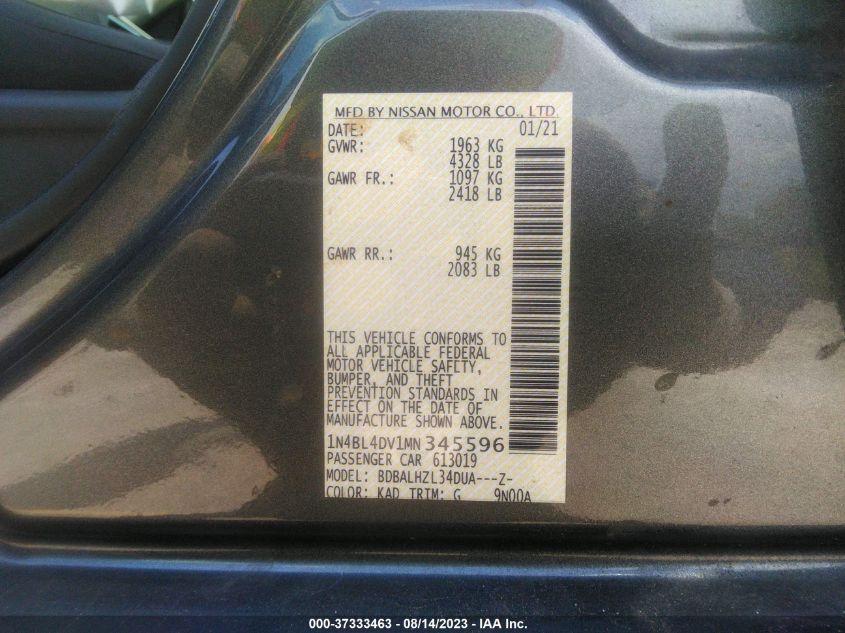 MFD BY NISSAN MOTOR CO., LTD.
DATE: 01/21
GVWR: 1963 KG
4328 LB
GAWR FR.: 1097 KG
2418 LB
GAWR RR.: 945 KG
2083 LB
THIS VEHICLE CONFORMS TO
ALL APPLICABLE FEDERAL
MOTOR VEHICLE SAFETY,
BUMPER, AND THEFT
PREVENTION STANDARDS IN
EFFECT ON THE DATE OF
MANUFACTURE SHOWN ABOVE.
1N4BL4DV1MN345596
PASSENGER CAR 613019
MODEL: BDBALHZL34DUA---Z-
COLOR: KAD TRIM: G 9N00A
000-37333463 - 08/14/2023 - IAA Inc.